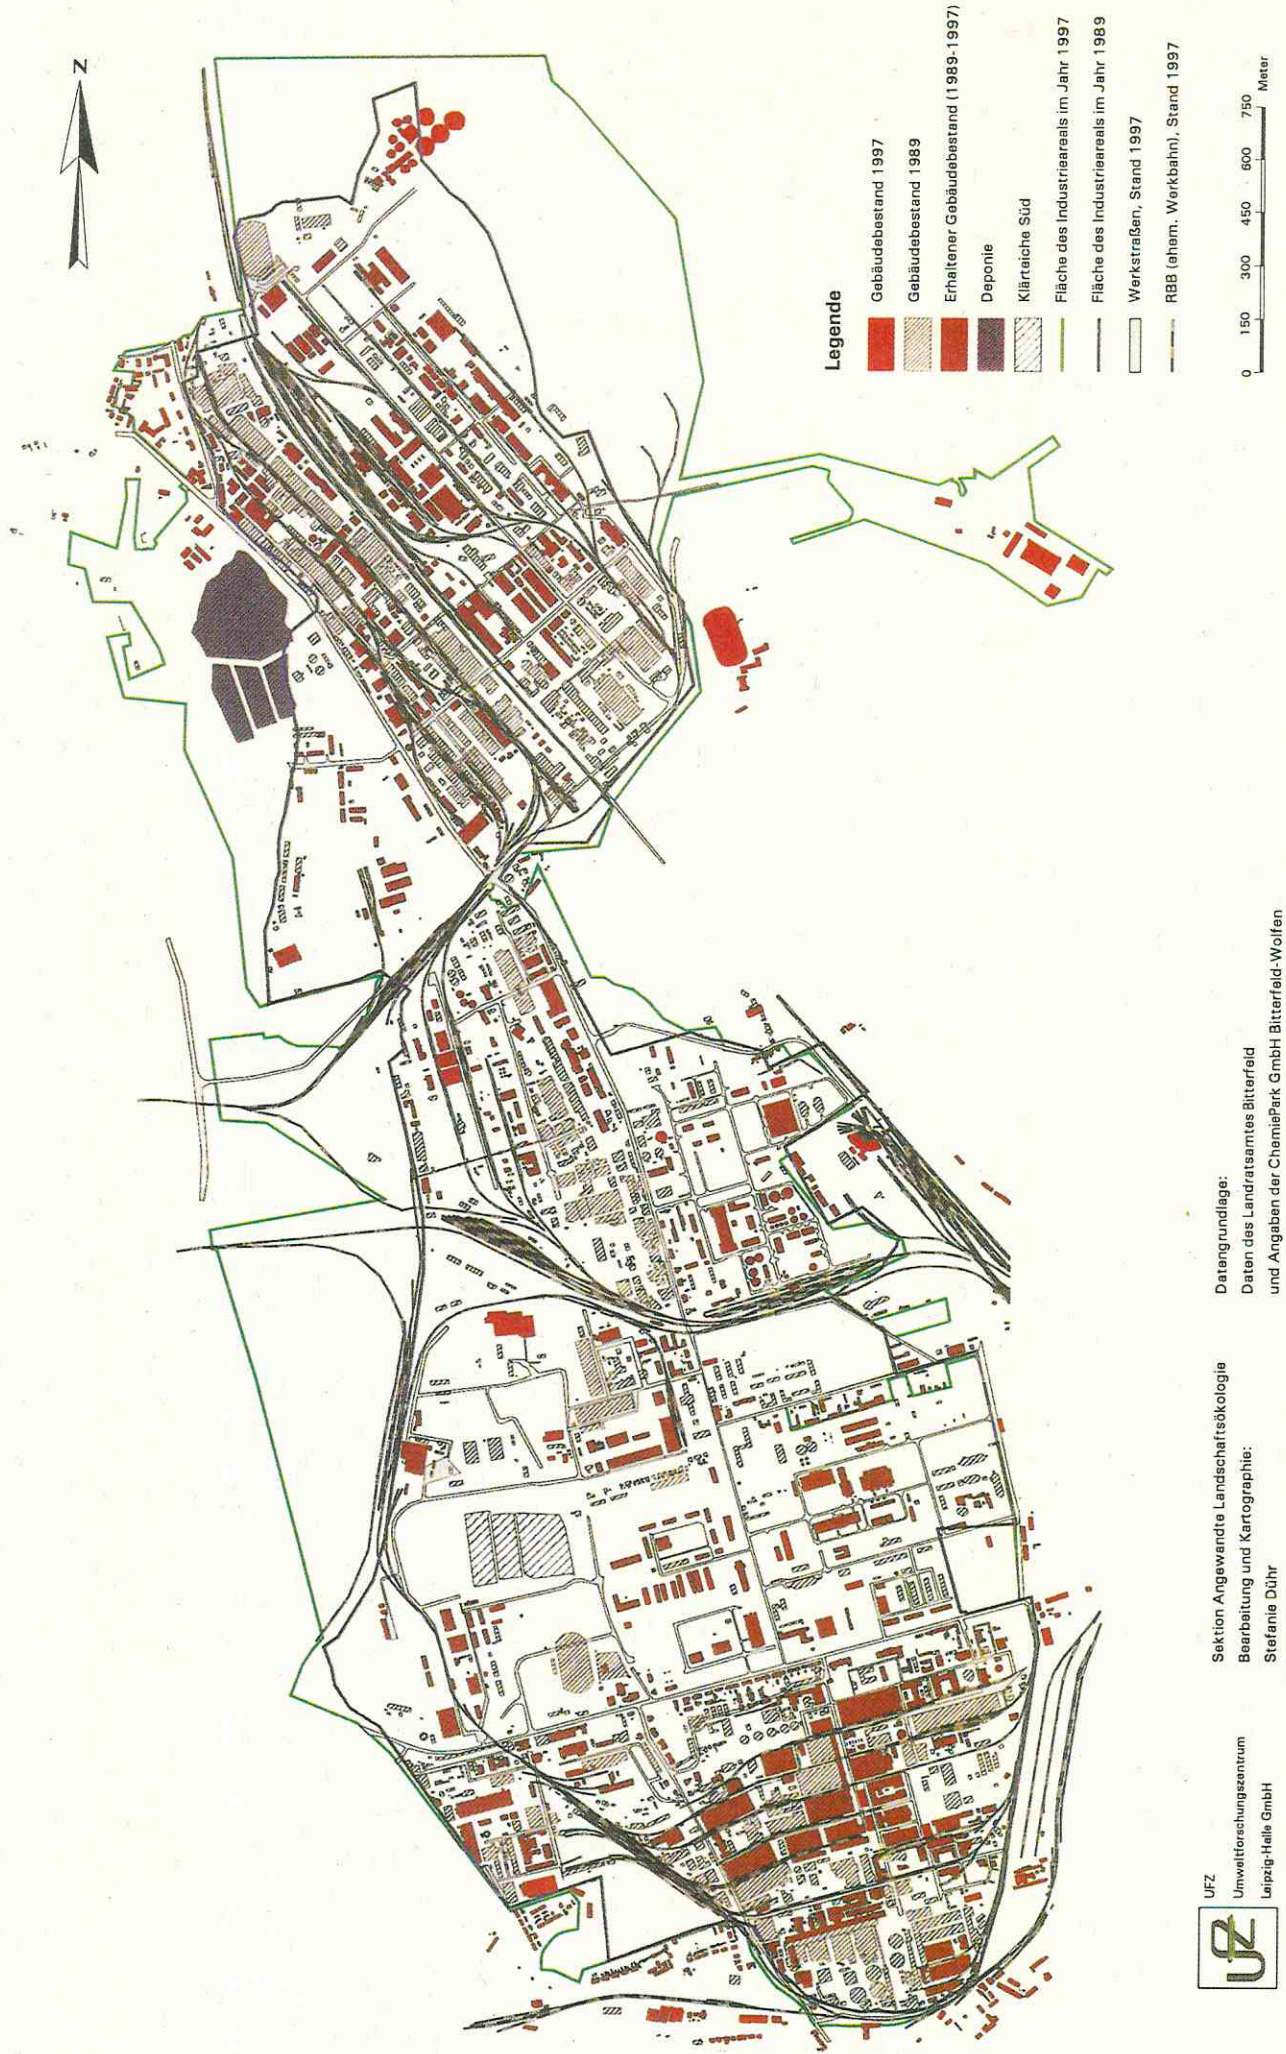 N
Legende
Gebäudebestand 1997
Gebäudebestand 1989
Erhaltener Gebäudebestand (1989-1997)
Deponie
Klärteiche Süd
Fläche des Industrieareals im Jahr 1997
Fläche des Industrieareals im Jahr 1989
Werkstraßen, Stand 1997
RBB (ehem. Werkbahn), Stand 1997
0 150 300 450 600 750
Meter
UFZ
Umweltforschungszentrum
Leipzig-Halle GmbH
Sektion Angewandte Landschaftsökologie
Bearbeitung und Kartographie:
Stefanie Dühr
Datengrundlage:
Daten des Landratsamtes Bitterfeld
und Angaben der ChemiePark GmbH Bitterfeld-Wolfen
UFZ